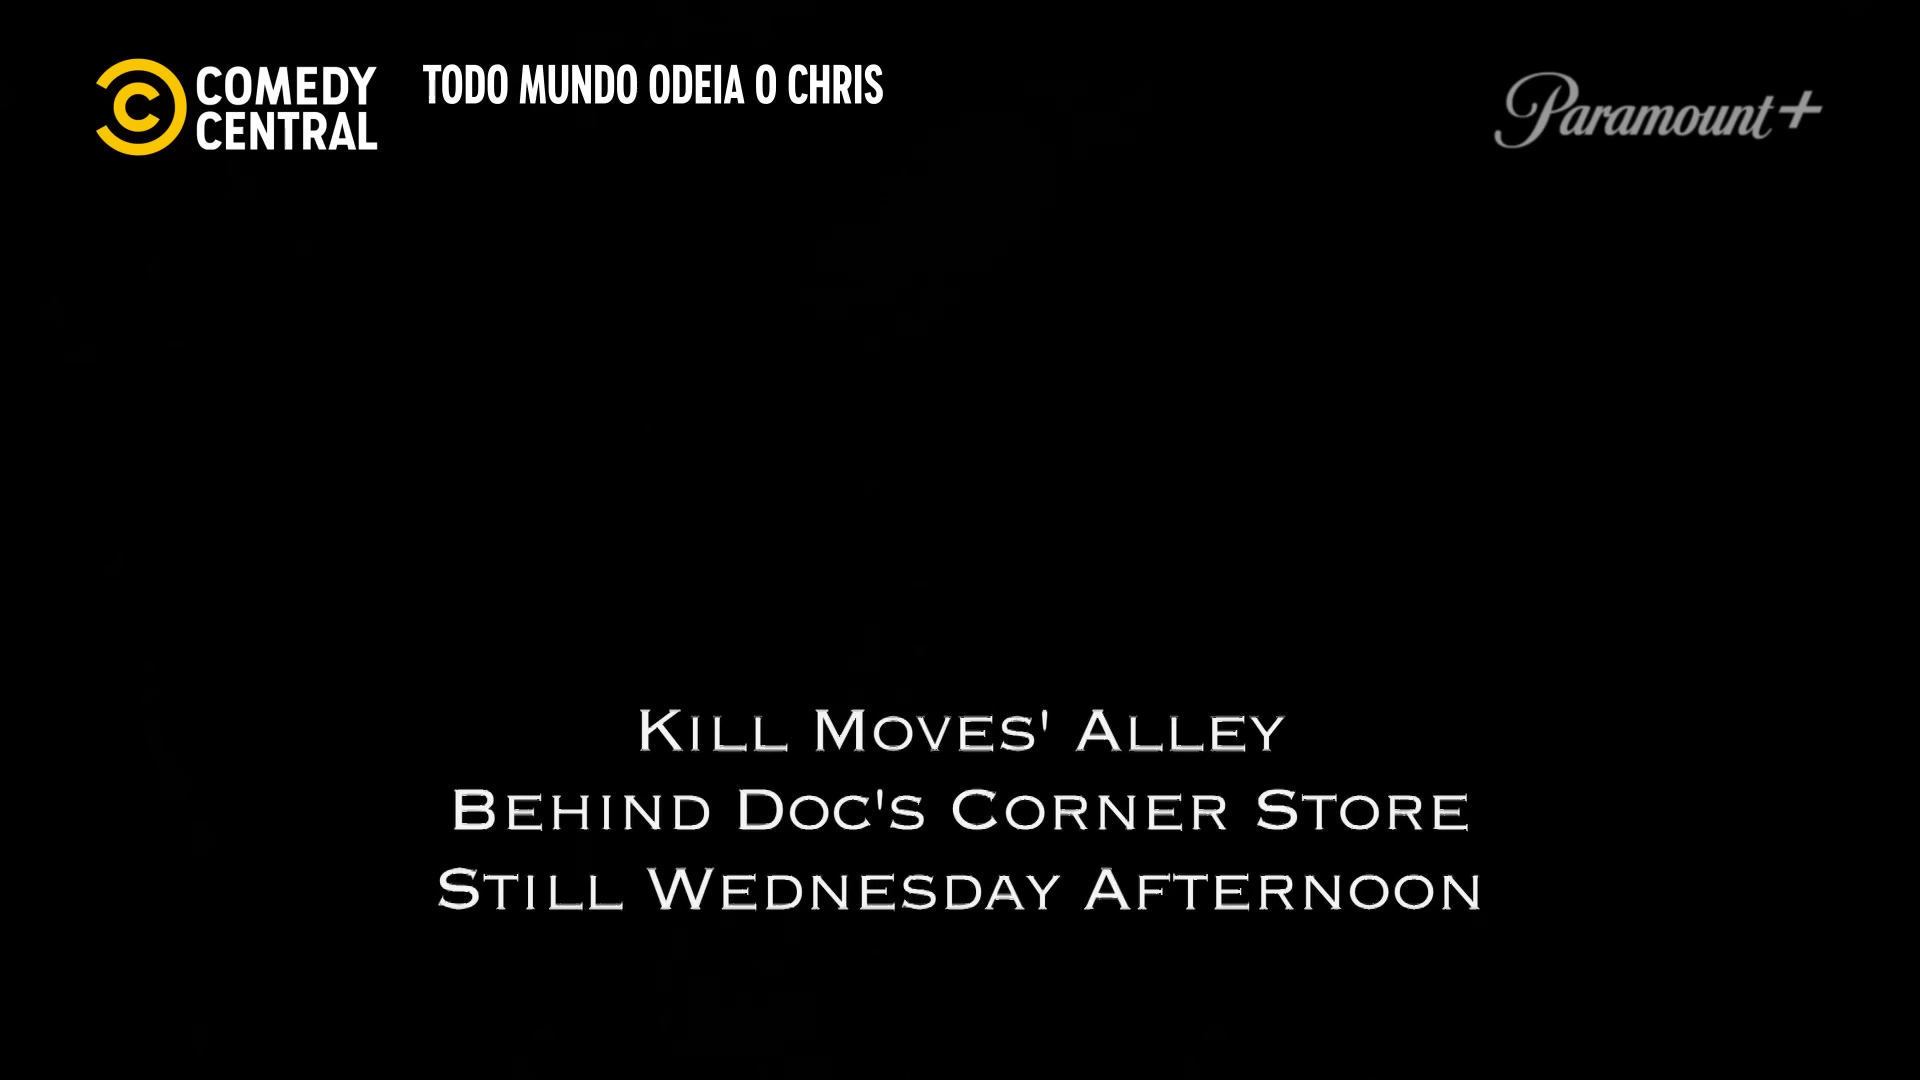 COMEDY CENTRAL
TODO MUNDO ODEIA O CHRIS
Paramount+
KILL MOVES' ALLEY
BEHIND DOC'S CORNER STORE
STILL WEDNESDAY AFTERNOON